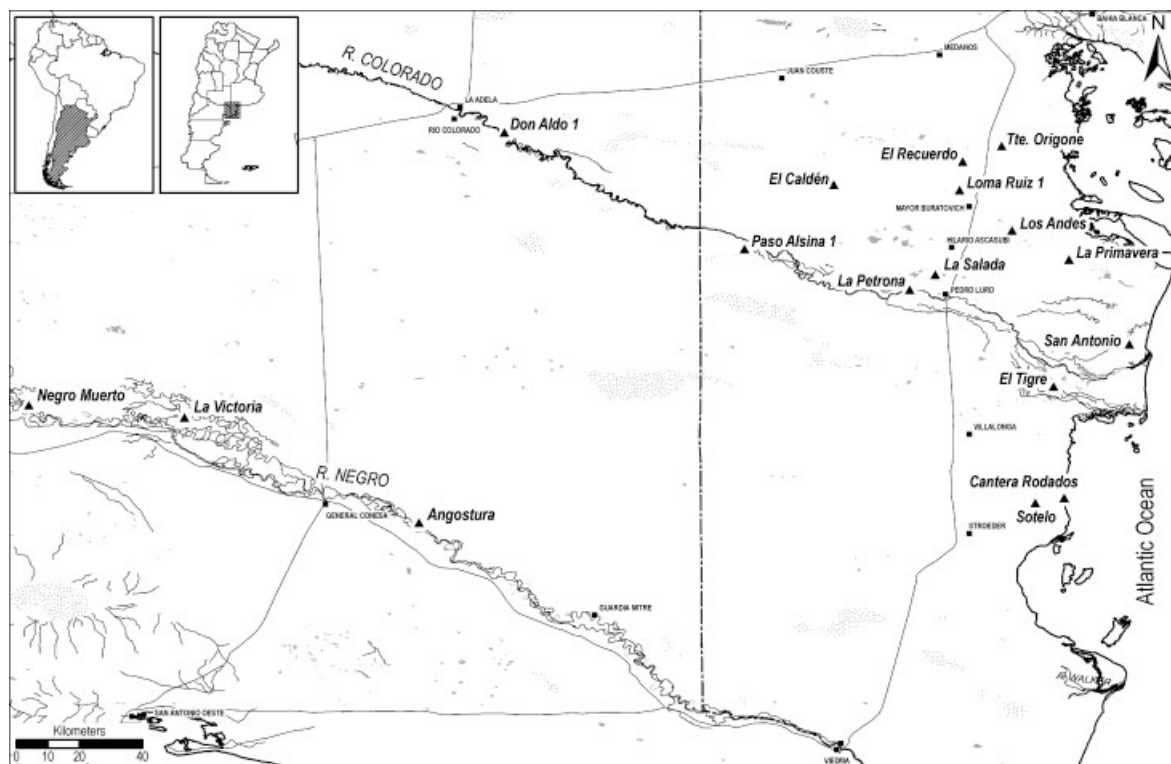 BAHIA BLANCA
N
MEDANOS
JUAN COUSTE
R. COLORADO
LA ADELA
RIO COLORADO
Don Aldo 1
Tte. Origone
El Recuerdo
El Caldén
Loma Ruiz 1
MAYOR BURATOVICH
Los Andes
HILARIO ASCASUBI
Paso Alsina 1
La Primavera
La Salada
La Petrona
PEDRO LURO
San Antonio
El Tigre
Negro Muerto
La Victoria
VILLALONGA
R. NEGRO
Cantera Rodados
GENERAL CONESA
Angostura
Sotelo
STROEDER
Atlantic Ocean
GUARDIA MITRE
WALKER
SAN ANTONIO OESTE
Kilometers
0 10 20 40
VIEDMA